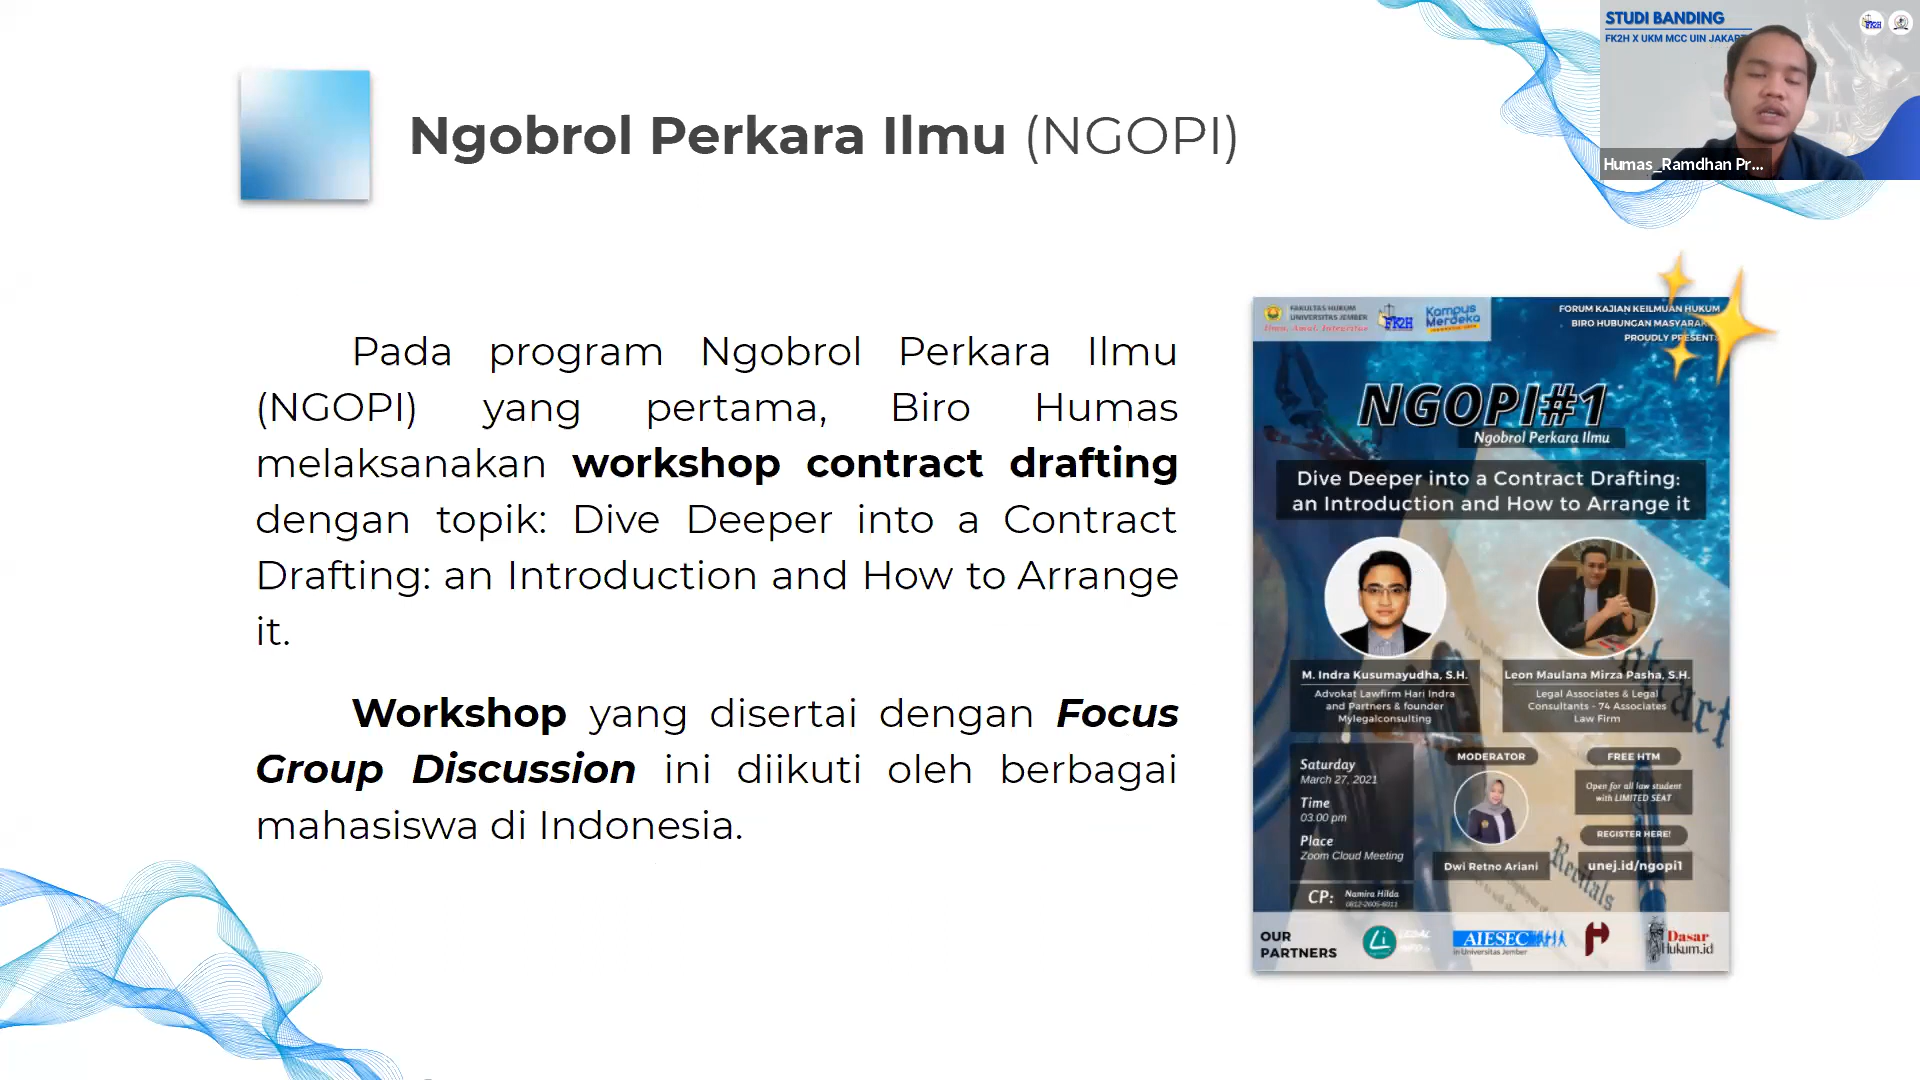 STUDI BANDING
FK2H X UKM MCC UIN JAKARTA
Humas_Ramdhan Pr...
Ngobrol Perkara Ilmu (NGOPI)
Pada program Ngobrol Perkara Ilmu
(NGOPI) yang pertama, Biro Humas
melaksanakan workshop contract drafting
dengan topik: Dive Deeper into a Contract
Drafting: an Introduction and How to Arrange
it.
Workshop yang disertai dengan Focus
Group Discussion ini diikuti oleh berbagai
mahasiswa di Indonesia.
FAKULTAS HUKUM
UNIVERSITAS JEMBER
FK2H
Kampus
Merdeka
FORUM KAJIAN KEILMUAN HUKUM
BIRO HUBUNGAN MASYARAK
PROUDLY PRESENT
NGOPI#1
Ngobrol Perkara Ilmu
Dive Deeper into a Contract Drafting:
an Introduction and How to Arrange it
M. Indra Kusumayudha, S.H.
Advokat Lawfirm Hari Indra
and Partners & founder
Mylegalconsulting
Leon Maulana Mirza Pasha, S.H.
Legal Associates & Legal
Consultants - 74 Associates
Law Firm
Saturday
March 27, 2021
Time
03.00 pm
Place
Zoom Cloud Meeting
CP: Namira Hilda
MODERATOR
Dwi Retno Ariani
FREE HTM
Open for all law student
with LIMITED SEAT
REGISTER HERE!
unej.id/ngopi1
Recitals
OUR
PARTNERS
Li
AIESEC
in Universitas Jember
Dasar
Hukum.id